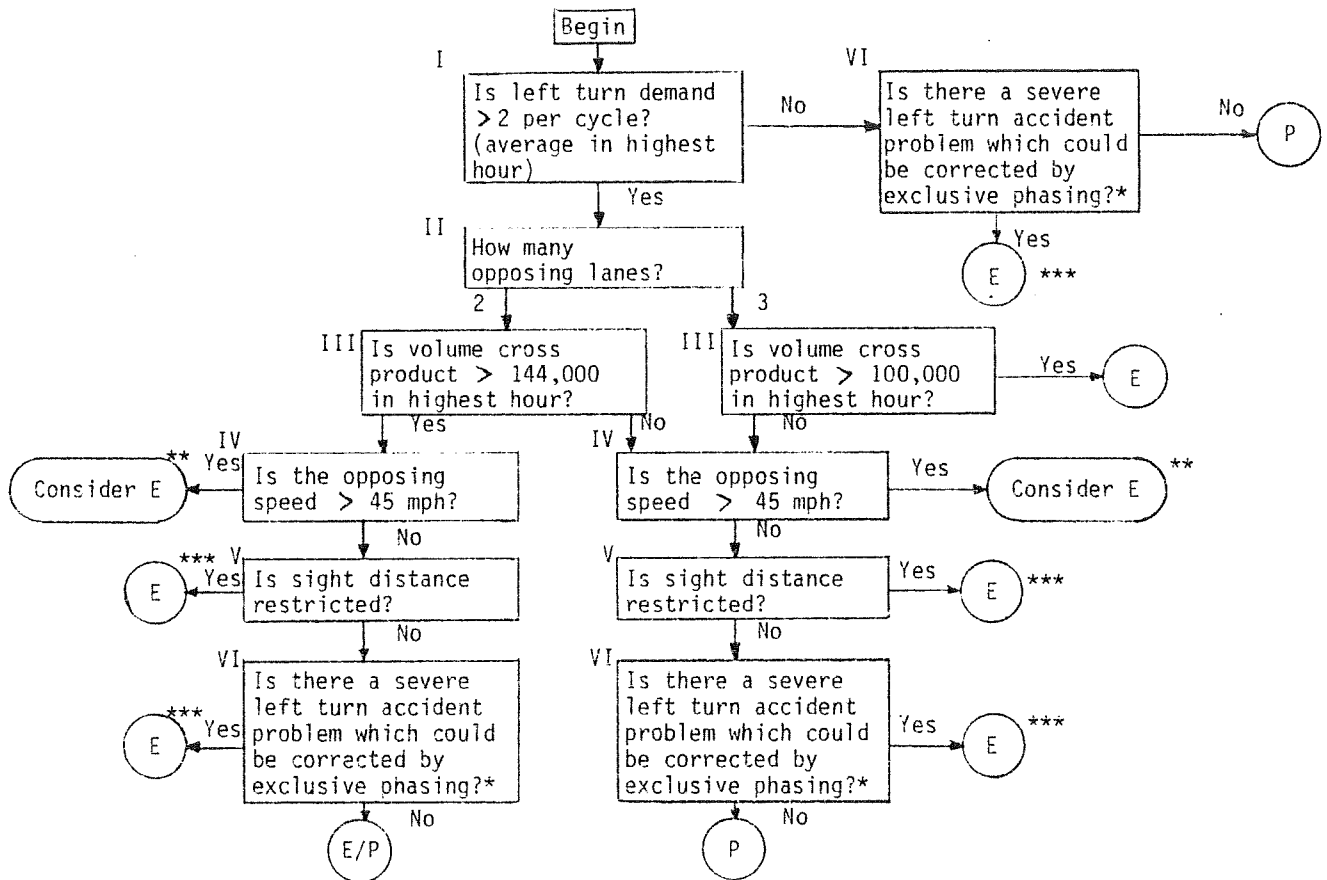 Begin
I
Is left turn demand
> 2 per cycle?
(average in highest
hour)
No
VI
Is there a severe
left turn accident
problem which could
be corrected by
exclusive phasing?*
No
P
Yes
E ***
Yes
II
How many
opposing lanes?
2
3
III
Is volume cross
product > 144,000
in highest hour?
III
Is volume cross
product > 100,000
in highest hour?
Yes
E
Yes
No
No
IV
Is the opposing
speed > 45 mph?
** Yes
Consider E
IV
Is the opposing
speed > 45 mph?
Yes
Consider E **
No
No
V
Is sight distance
restricted?
*** Yes
E
V
Is sight distance
restricted?
Yes
E ***
No
No
VI
Is there a severe
left turn accident
problem which could
be corrected by
exclusive phasing?*
*** Yes
E
VI
Is there a severe
left turn accident
problem which could
be corrected by
exclusive phasing?*
Yes
E ***
No
E/P
No
P